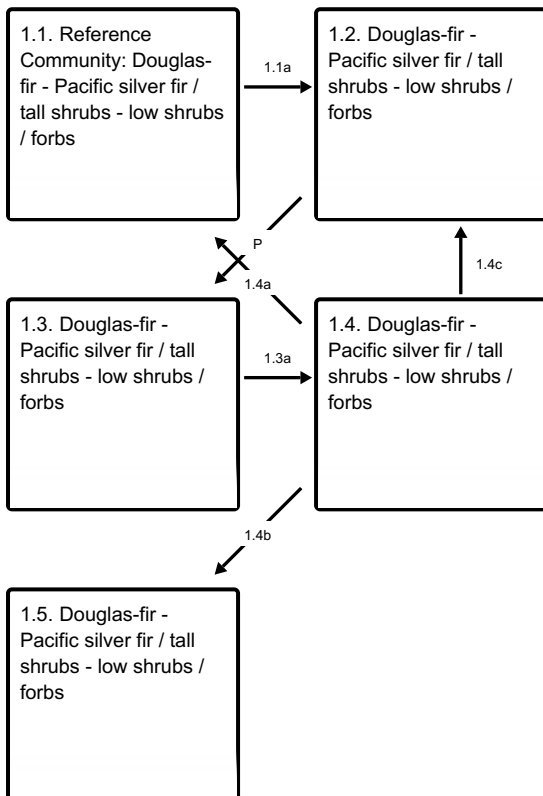 1.1. Reference
Community: Douglas-
fir - Pacific silver fir /
tall shrubs - low shrubs
/ forbs
1.1a
1.2. Douglas-fir -
Pacific silver fir / tall
shrubs - low shrubs /
forbs
P
1.4a
1.4c
1.3. Douglas-fir -
Pacific silver fir / tall
shrubs - low shrubs /
forbs
1.3a
1.4. Douglas-fir -
Pacific silver fir / tall
shrubs - low shrubs /
forbs
1.4b
1.5. Douglas-fir -
Pacific silver fir / tall
shrubs - low shrubs /
forbs